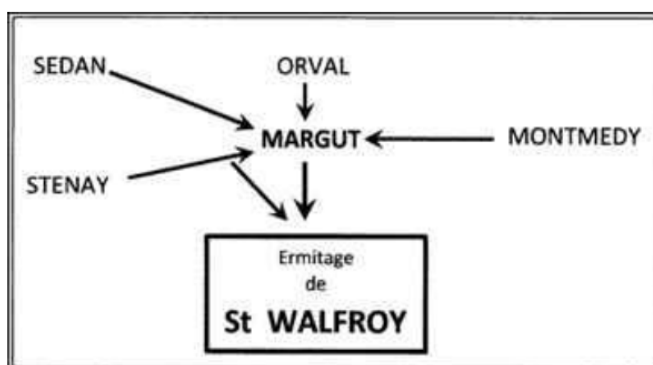 SEDAN
ORVAL
MARGUT
MONTMEDY
STENAY
Ermitage
de
St WALFROY